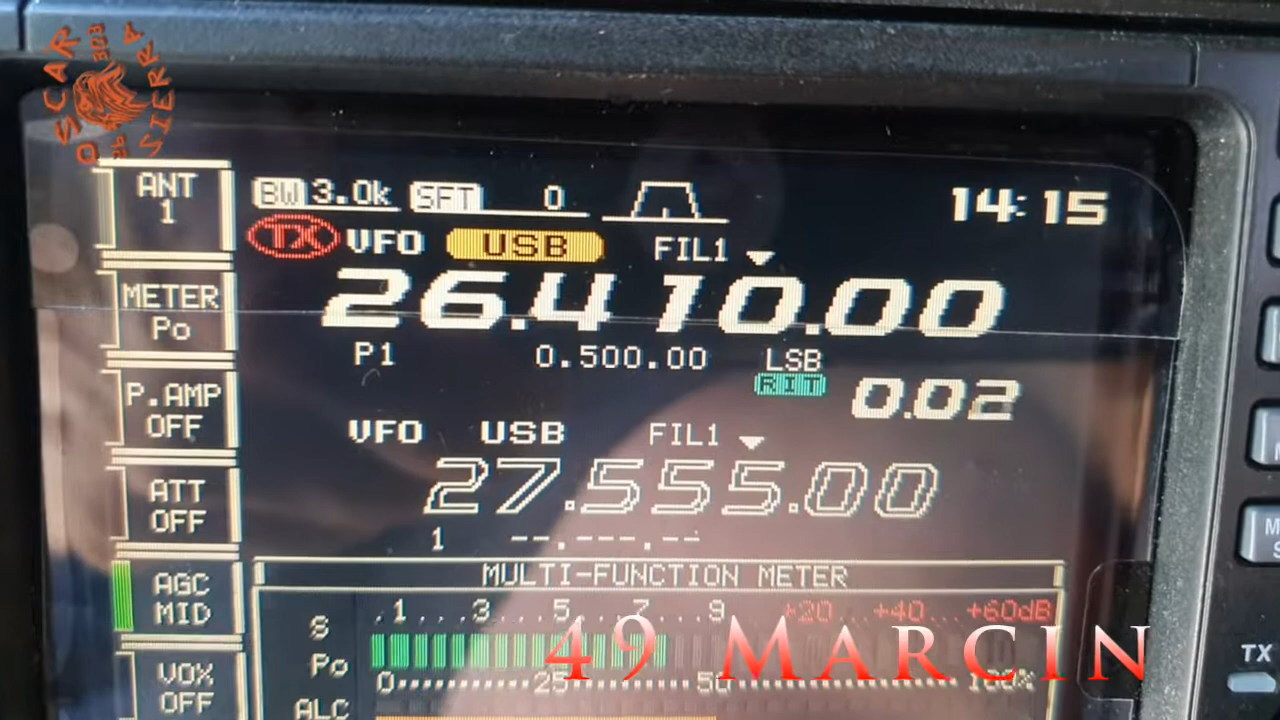 OSCAR SIERRA
ANT
1
BW 3.0k SFT 0
14:15
TX VFO USB FIL1
26.410.00
METER
Po
P1 0.500.00 LSB
RIT 0.02
P.AMP
OFF
VFO USB FIL1
27.555.00
ATT
OFF
1 --.---.--
AGC
MID
MULTI-FUNCTION METER
S 1...3...5...7...9 +20...+40...+60dB
Po 0 25 50 100%
49 MARCIN
VOX
OFF
ALC
TX